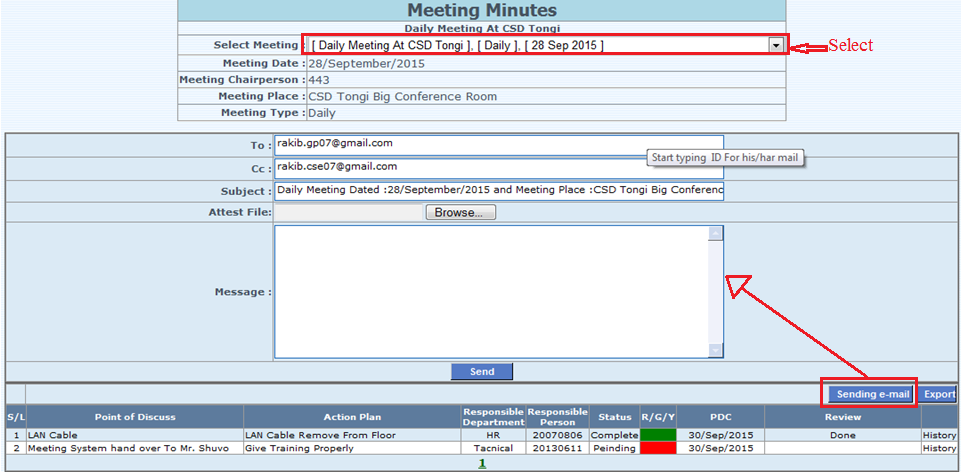 Meeting Minutes
Daily Meeting At CSD Tongi
Select Meeting : [ Daily Meeting At CSD Tongi ], [ Daily ], [ 28 Sep 2015 ]
Select
Meeting Date : 28/September/2015
Meeting Chairperson : 443
Meeting Place : CSD Tongi Big Conference Room
Meeting Type : Daily
To : rakib.gp07@gmail.com
Start typing ID For his/har mail
Cc : rakib.cse07@gmail.com
Subject : Daily Meeting Dated :28/September/2015 and Meeting Place :CSD Tongi Big Conferenc
Attest File: Browse...
Message :
Send
Sending e-mail Export
S/L Point of Discuss Action Plan Responsible Department Responsible Person Status R/G/Y PDC Review
1 LAN Cable LAN Cable Remove From Floor HR 20070806 Complete 30/Sep/2015 Done History
2 Meeting System hand over To Mr. Shuvo Give Training Properly Tacnical 20130611 Peinding 30/Sep/2015 History
1